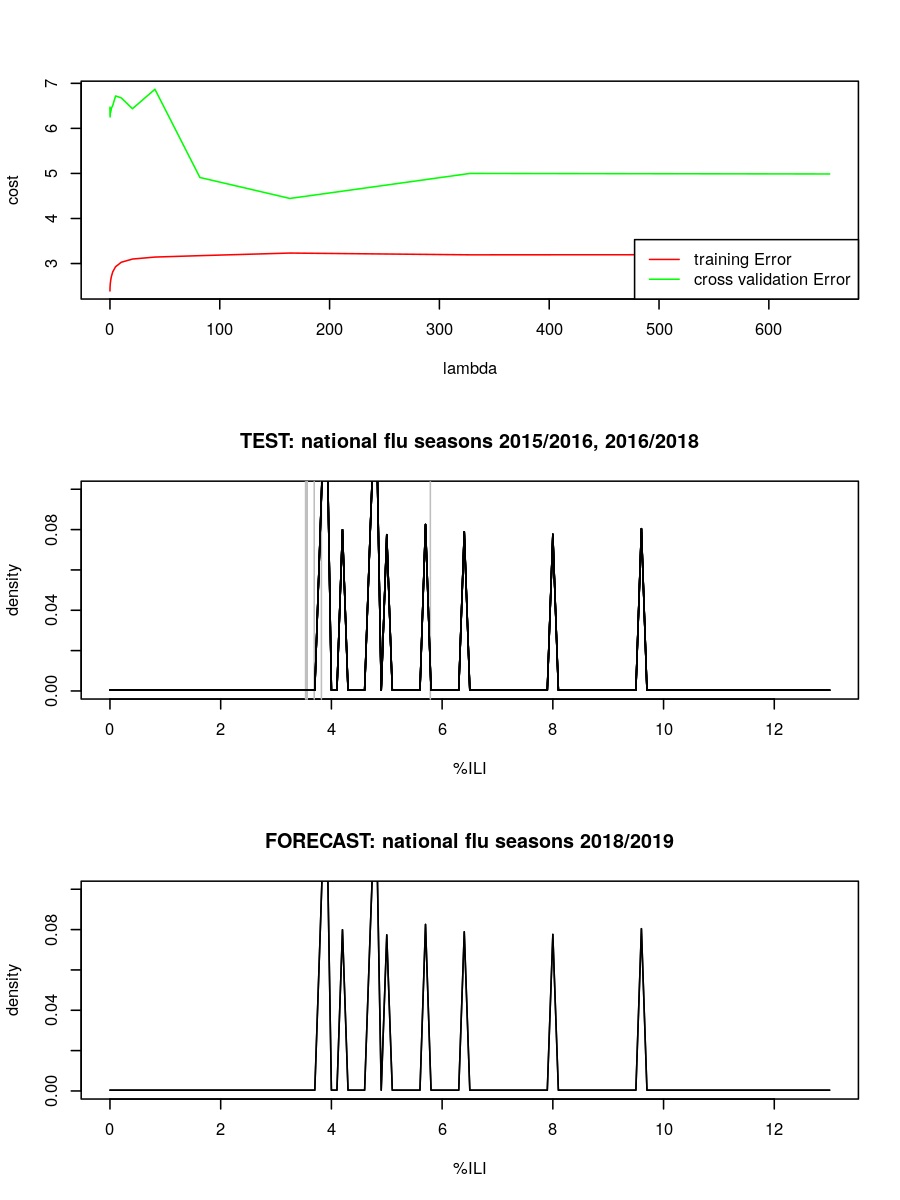 7
6
5
4
3
cost
training Error
cross validation Error
0 100 200 300 400 500 600
lambda
TEST: national flu seasons 2015/2016, 2016/2018
0.08
0.04
0.00
density
0 2 4 6 8 10 12
%ILI
FORECAST: national flu seasons 2018/2019
0.08
0.04
0.00
density
0 2 4 6 8 10 12
%ILI